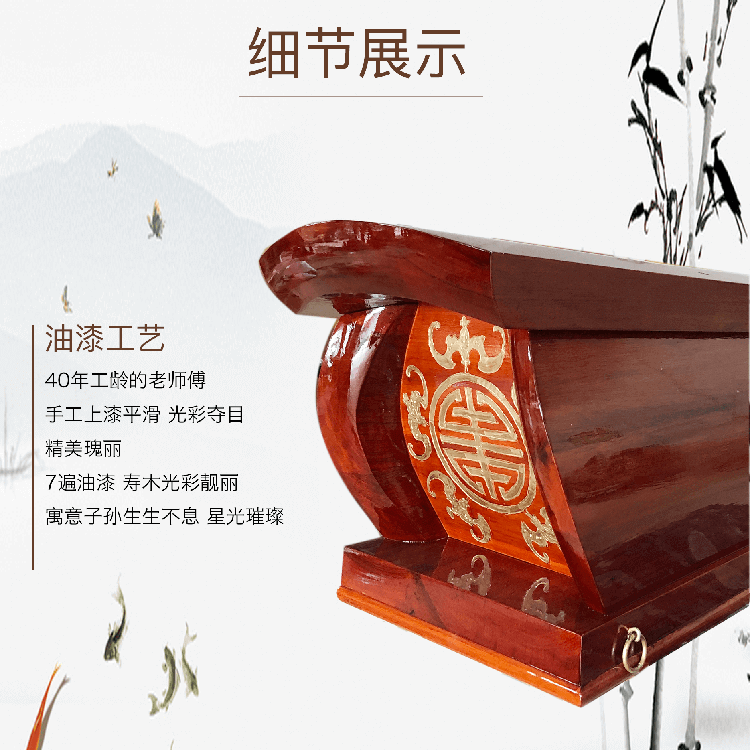 细节展示
油漆工艺
40年工龄的老师傅
手工上漆平滑 光彩夺目
精美瑰丽
7遍油漆 寿木光彩靓丽
寓意子孙生生不息 星光璀璨